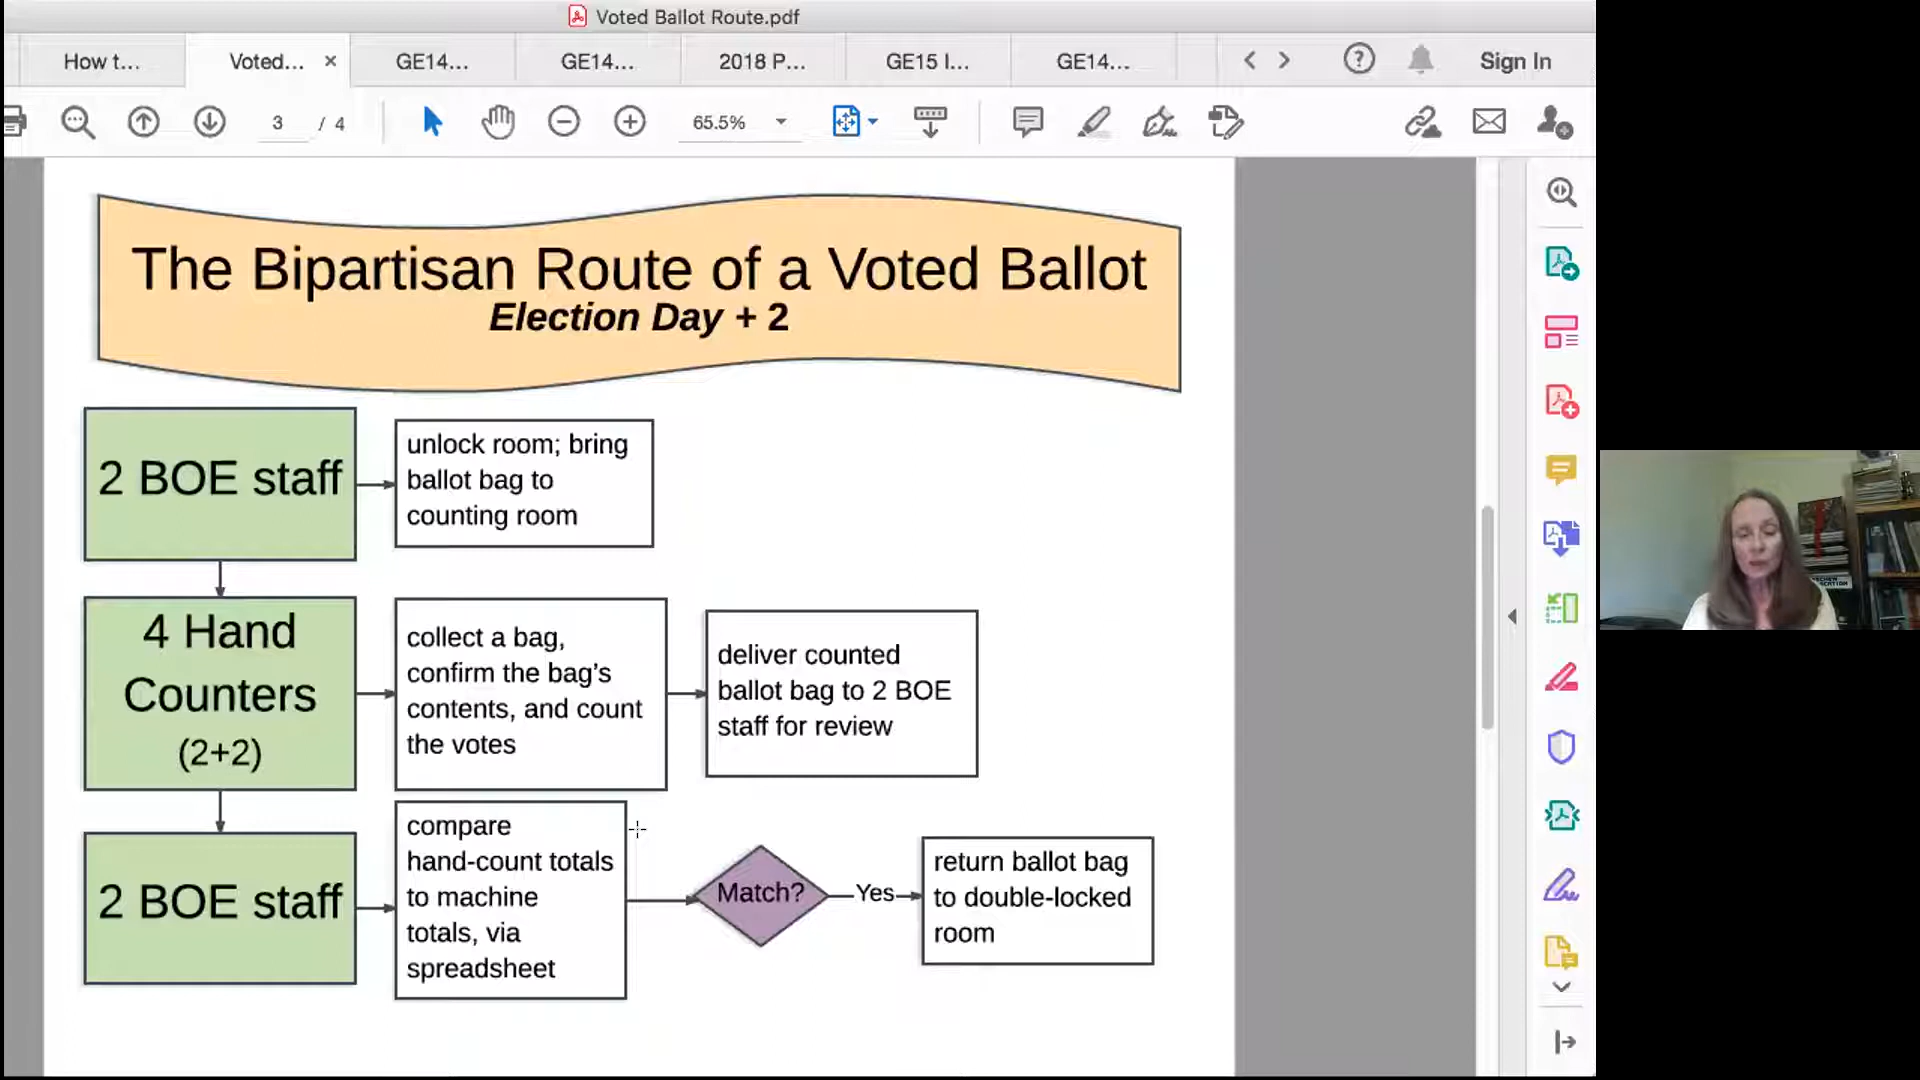 Voted Ballot Route.pdf
How t...
Voted...
GE14...
GE14...
2018 P...
GE15 I...
GE14...
Sign In
3 / 4
65.5%
The Bipartisan Route of a Voted Ballot
Election Day + 2
2 BOE staff
unlock room; bring
ballot bag to
counting room
4 Hand
Counters
(2+2)
collect a bag,
confirm the bag's
contents, and count
the votes
deliver counted
ballot bag to 2 BOE
staff for review
2 BOE staff
compare
hand-count totals
to machine
totals, via
spreadsheet
Match?
Yes
return ballot bag
to double-locked
room